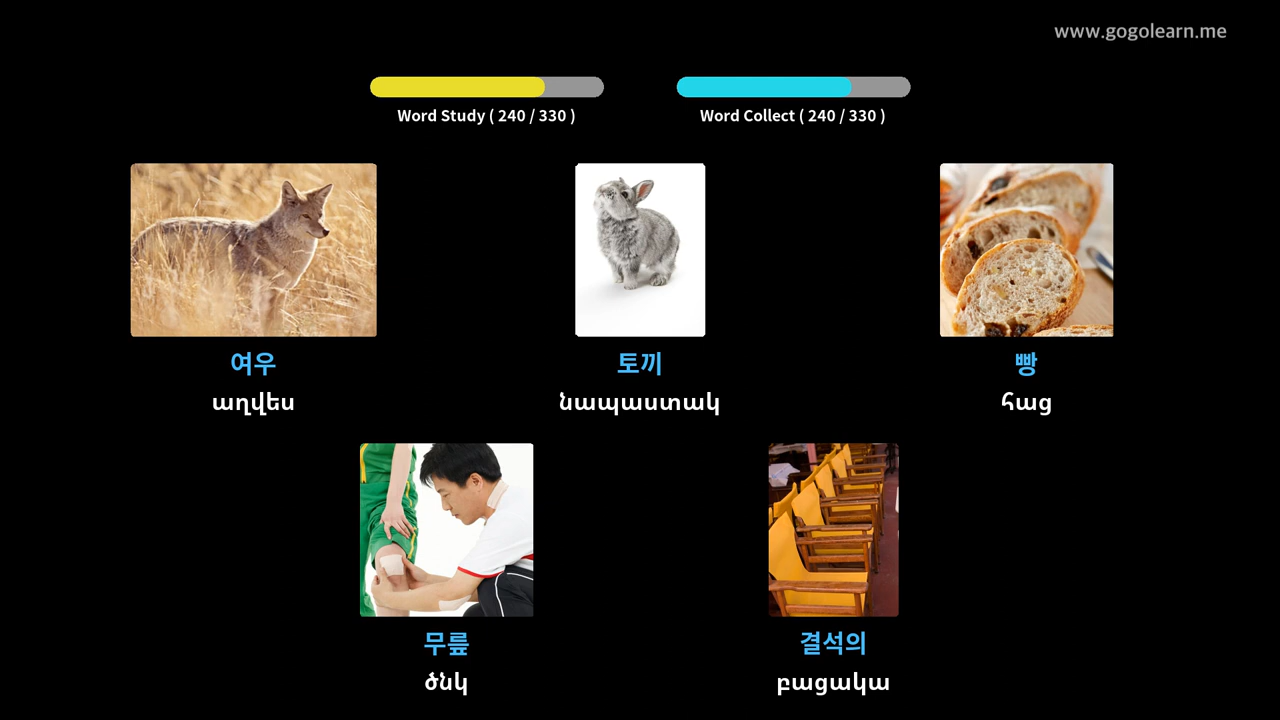 www.gogolearn.me
Word Study ( 240 / 330 )
Word Collect ( 240 / 330 )
여우
աղվես
토끼
նապաստակ
빵
հաց
무릎
ծնկ
결석의
բացակա